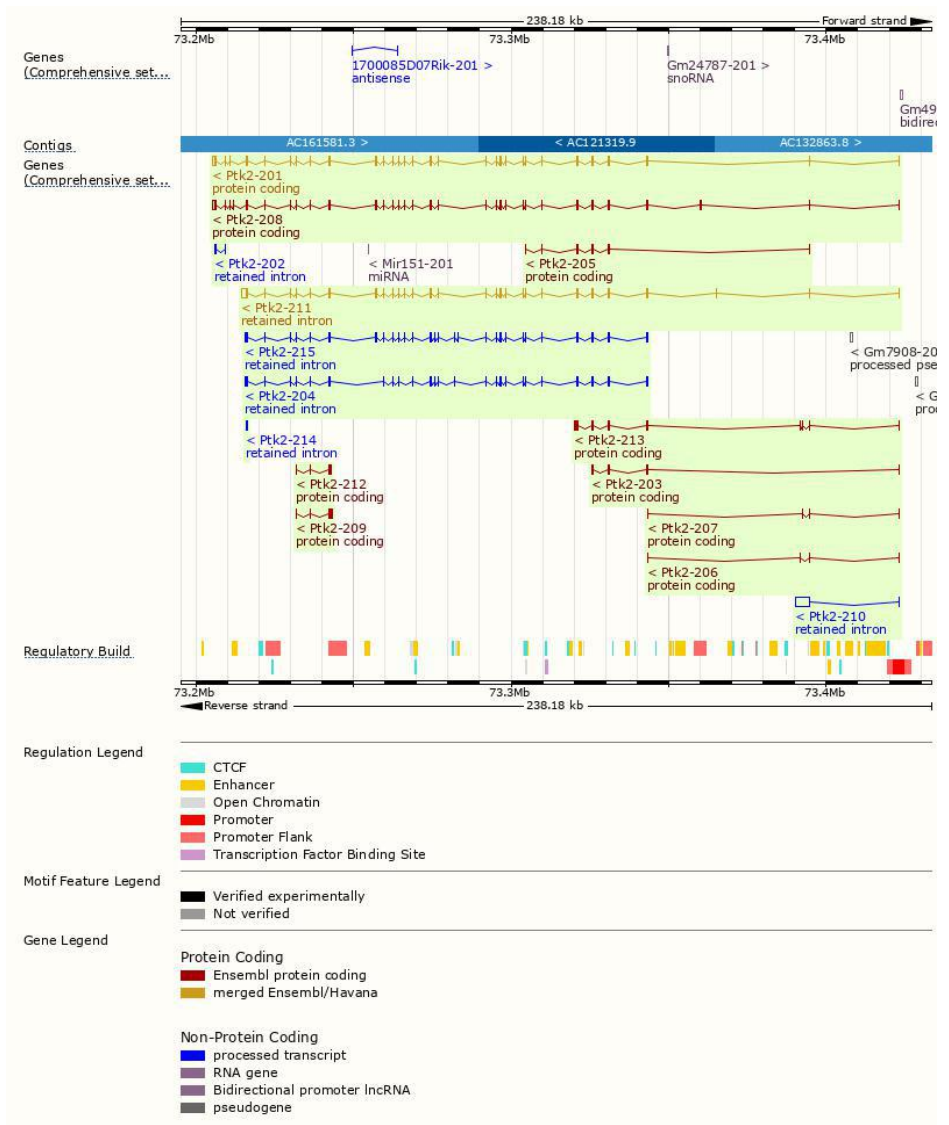 238.18 kb
Forward strand
73.2Mb
73.3Mb
73.4Mb
Genes
(Comprehensive set...
1700085D07Rik-201 >
antisense
Gm24787-201 >
snoRNA
Gm49
bidirec
Contigs
AC161581.3 >
< AC121319.9
AC132863.8 >
Genes
(Comprehensive set...
< Ptk2-201
protein coding
< Ptk2-208
protein coding
< Ptk2-202
retained intron
< Mir151-201
miRNA
< Ptk2-205
protein coding
< Ptk2-211
retained intron
< Ptk2-215
retained intron
< Gm7908-20
processed pse
< Ptk2-204
retained intron
< G
proc
< Ptk2-214
retained intron
< Ptk2-213
protein coding
< Ptk2-212
protein coding
< Ptk2-203
protein coding
< Ptk2-209
protein coding
< Ptk2-207
protein coding
< Ptk2-206
protein coding
< Ptk2-210
retained intron
Regulatory Build
73.2Mb
73.3Mb
73.4Mb
Reverse strand
238.18 kb
Regulation Legend
CTCF
Enhancer
Open Chromatin
Promoter
Promoter Flank
Transcription Factor Binding Site
Motif Feature Legend
Verified experimentally
Not verified
Gene Legend
Protein Coding
Ensembl protein coding
merged Ensembl/Havana
Non-Protein Coding
processed transcript
RNA gene
Bidirectional promoter lncRNA
pseudogene